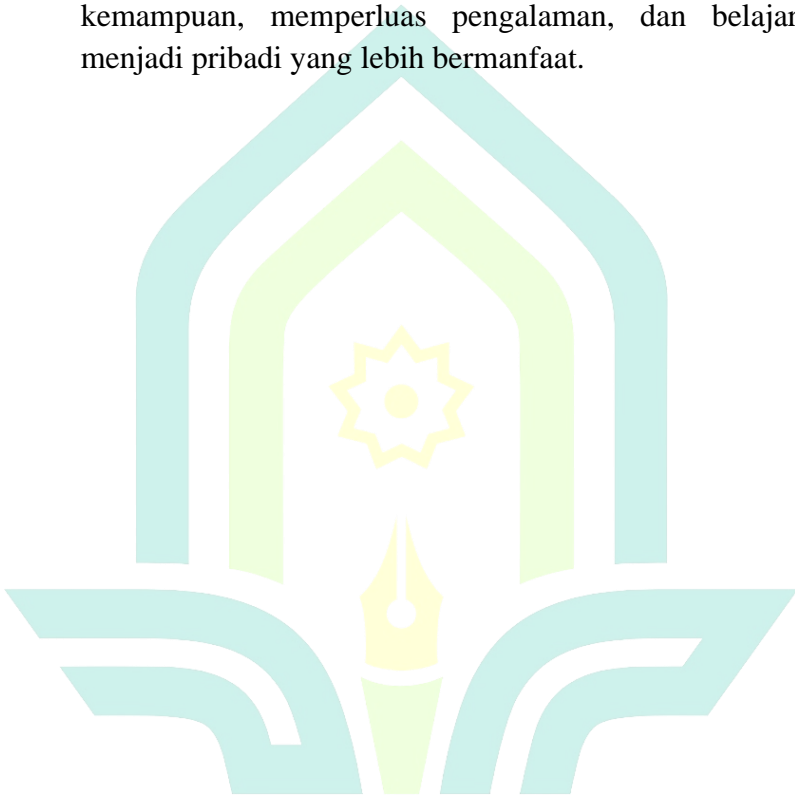 kemampuan, memperluas pengalaman, dan belajar
menjadi pribadi yang lebih bermanfaat.